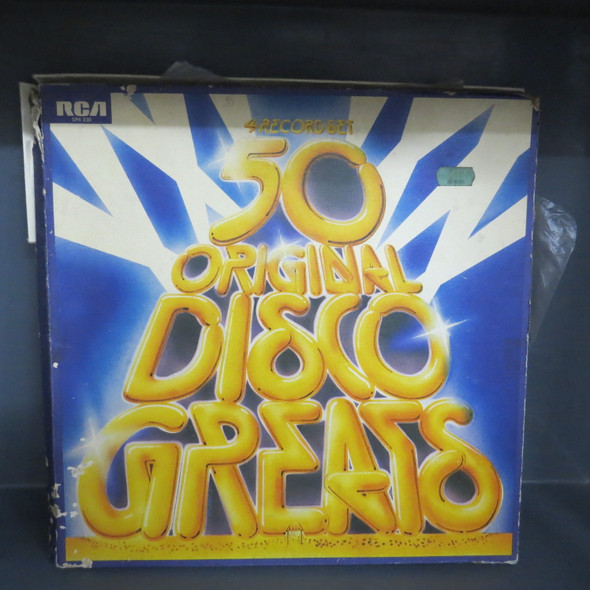 RCA
4 RECORD SET
50
ORIGINAL
DISCO
GREATS